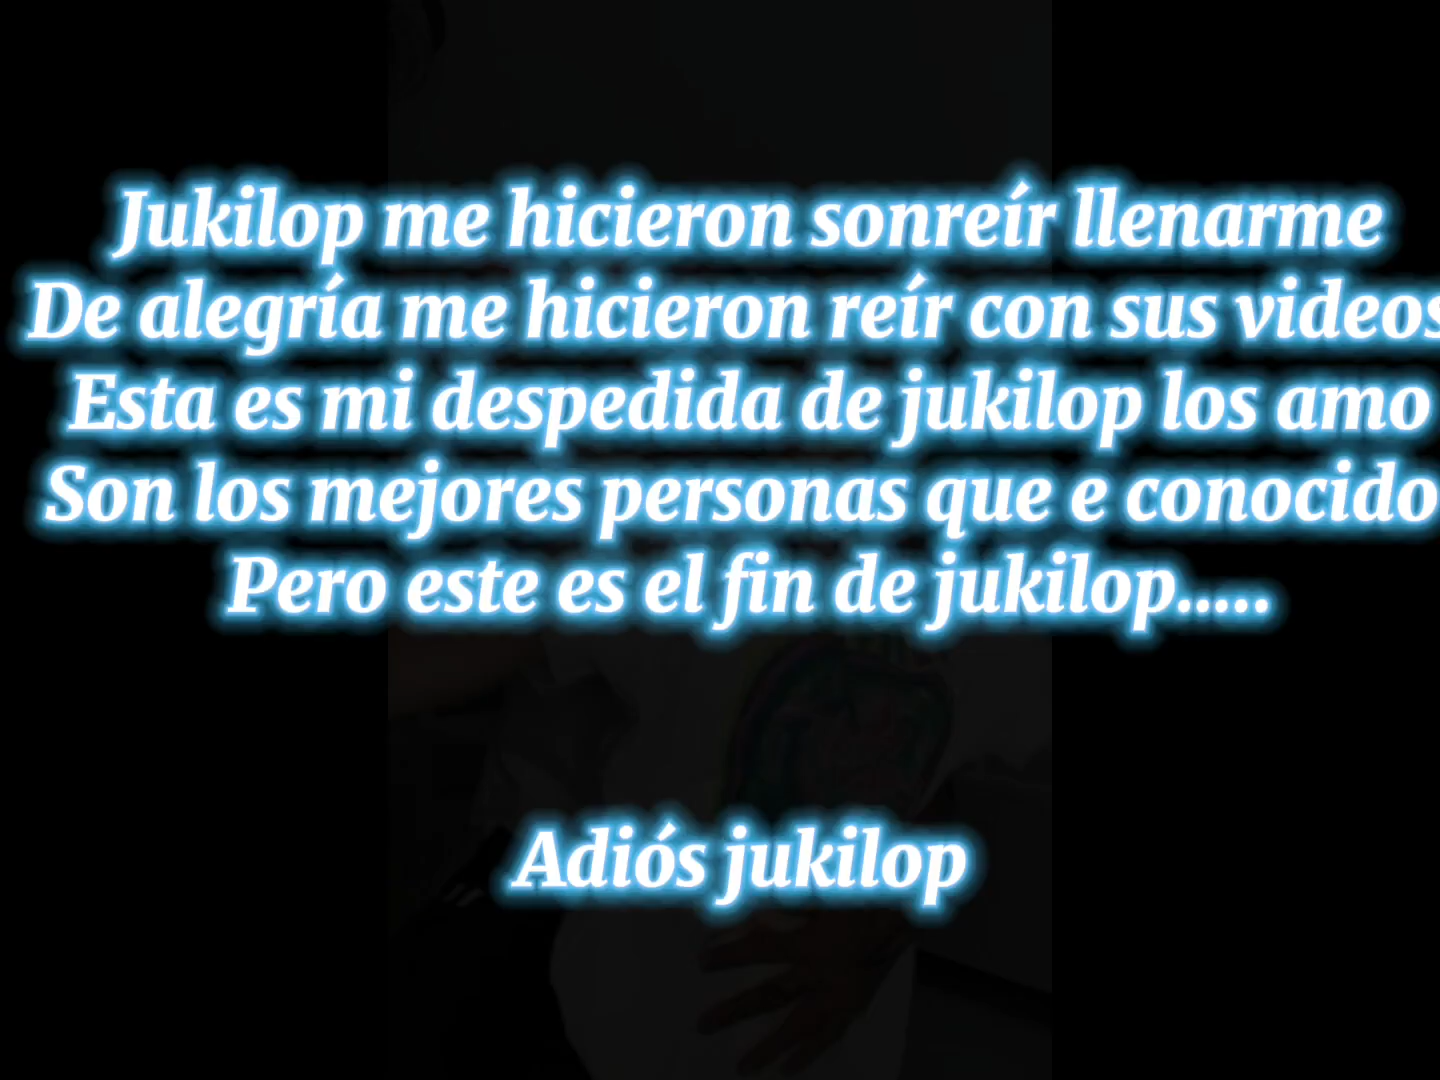 Jukilop me hicieron sonreír llenarme
De alegría me hicieron reír con sus videos
Esta es mi despedida de jukilop los amo
Son los mejores personas que e conocido
Pero este es el fin de jukilop.....
Adiós jukilop